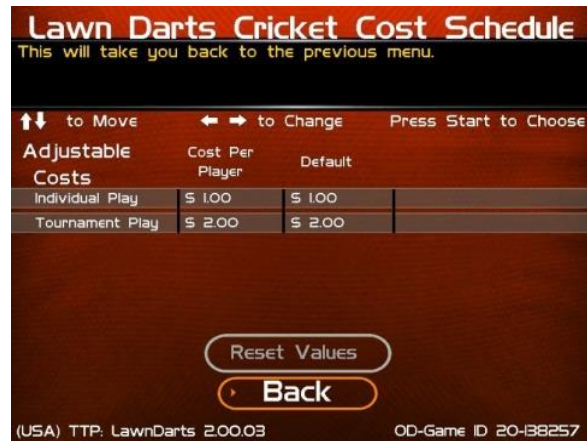 Lawn Darts Cricket Cost Schedule
This will take you back to the previous menu.
to Move to Change Press Start to Choose
Adjustable Costs Cost Per Player Default
Individual Play $ 1.00 $ 1.00
Tournament Play $ 2.00 $ 2.00
Reset Values
Back
(USA) TTP: LawnDarts 2.00.03 OD-Game ID 20-138257